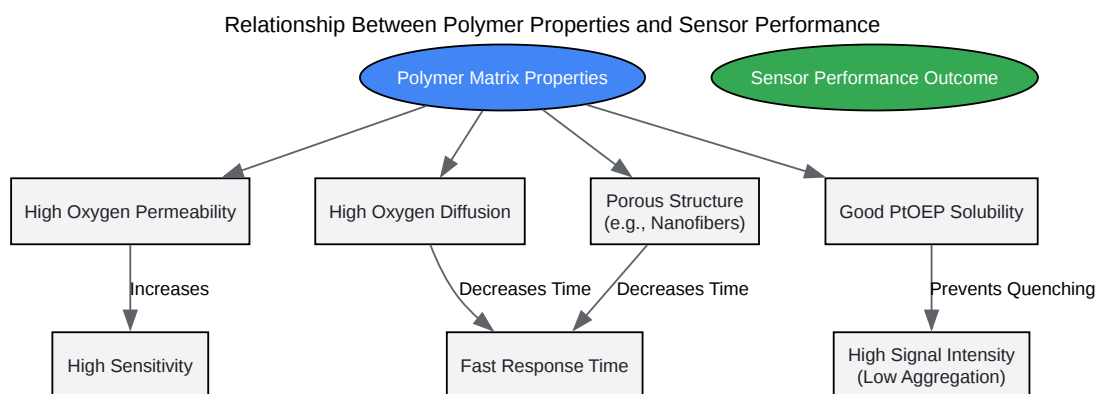 Relationship Between Polymer Properties and Sensor Performance
Polymer Matrix Properties
Sensor Performance Outcome
High Oxygen Permeability
High Oxygen Diffusion
Porous Structure
(e.g., Nanofibers)
Good PtOEP Solubility
Increases
Decreases Time
Decreases Time
Prevents Quenching
High Sensitivity
Fast Response Time
High Signal Intensity
(Low Aggregation)